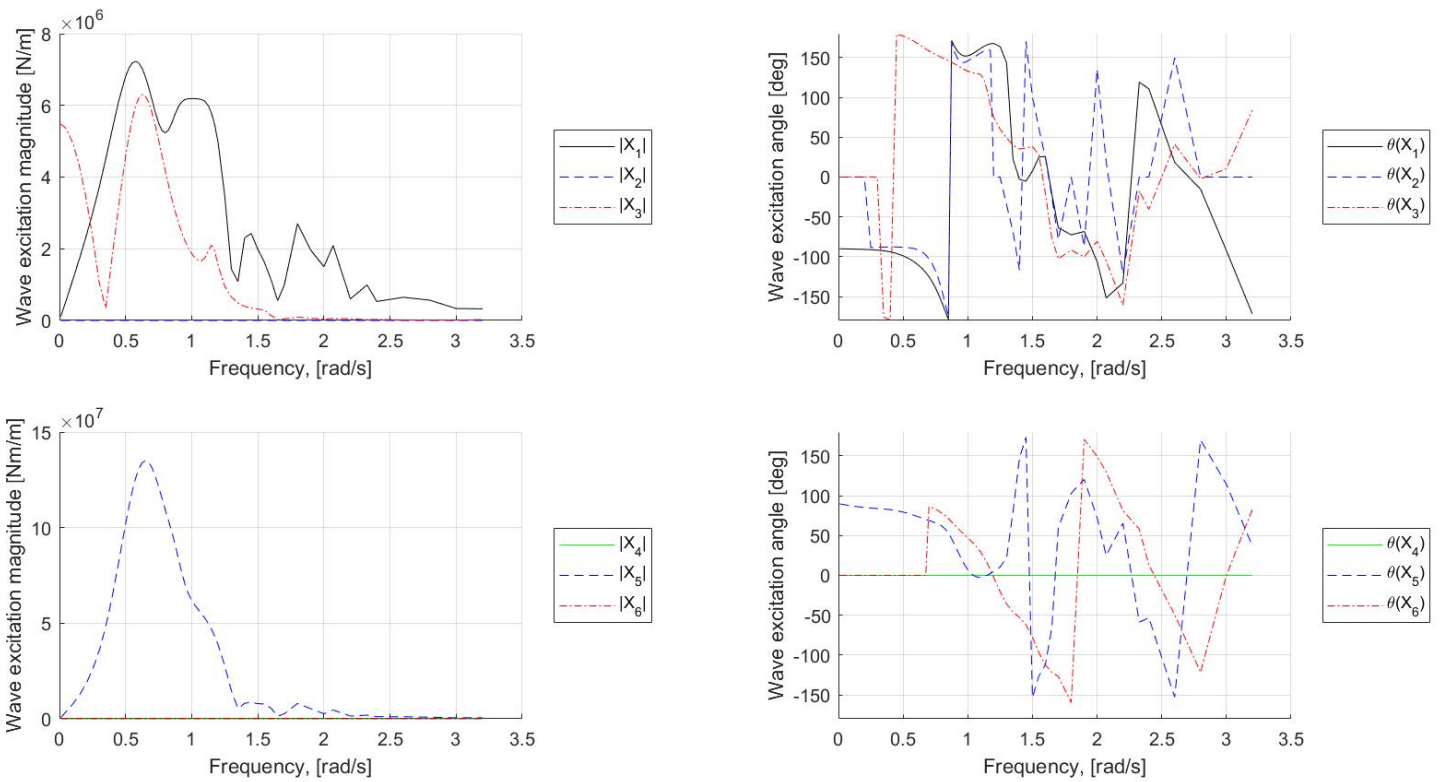 ×10⁶
8
6
4
2
0
Wave excitation magnitude [N/m]
0 0.5 1 1.5 2 2.5 3 3.5
Frequency, [rad/s]
|X₁|
|X₂|
|X₃|
150
100
50
0
-50
-100
-150
Wave excitation angle [deg]
0 0.5 1 1.5 2 2.5 3 3.5
Frequency, [rad/s]
θ(X₁)
θ(X₂)
θ(X₃)
×10⁷
15
10
5
0
Wave excitation magnitude [Nm/m]
0 0.5 1 1.5 2 2.5 3 3.5
Frequency, [rad/s]
|X₄|
|X₅|
|X₆|
150
100
50
0
-50
-100
-150
Wave excitation angle [deg]
0 0.5 1 1.5 2 2.5 3 3.5
Frequency, [rad/s]
θ(X₄)
θ(X₅)
θ(X₆)